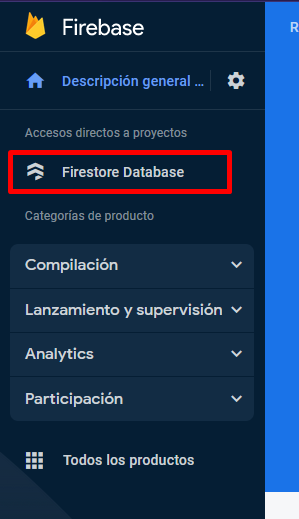 Firebase
Descripción general ...
Accesos directos a proyectos
Firestore Database
Categorías de producto
Compilación
Lanzamiento y supervisión
Analytics
Participación
Todos los productos
R